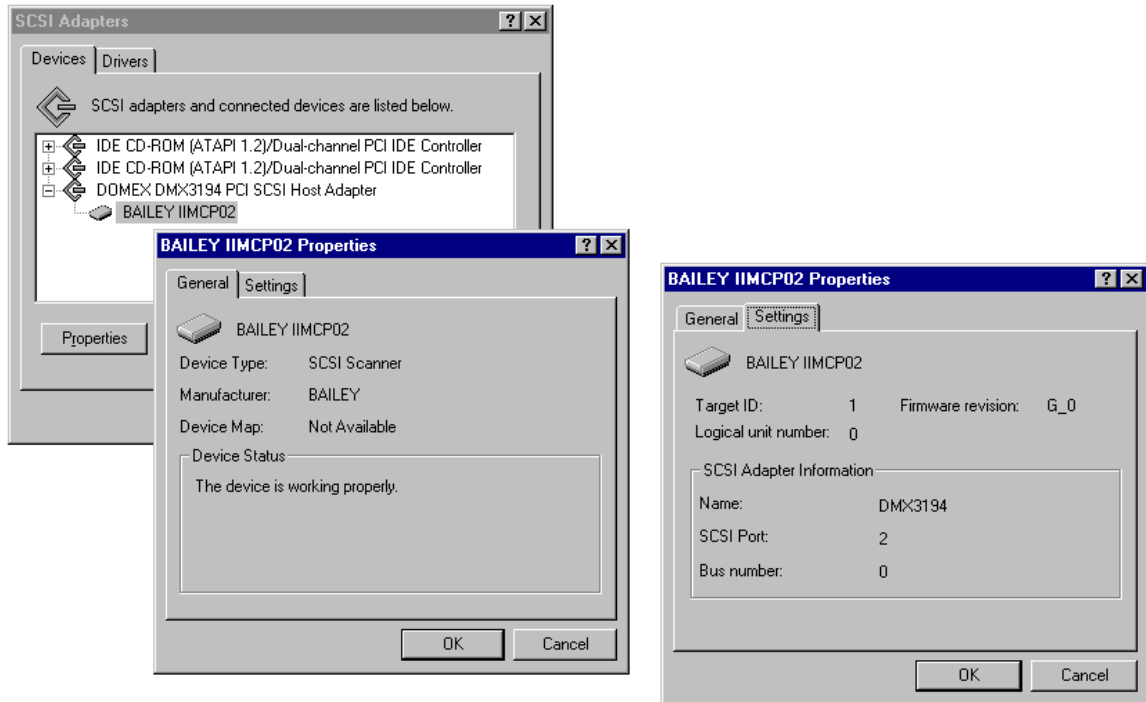 SCSI Adapters
Devices Drivers
SCSI adapters and connected devices are listed below.
IDE CD-ROM (ATAPI 1.2)/Dual-channel PCI IDE Controller
IDE CD-ROM (ATAPI 1.2)/Dual-channel PCI IDE Controller
DOMEX DMX3194 PCI SCSI Host Adapter
BAILEY IIMCP02
Properties
BAILEY IIMCP02 Properties
General Settings
BAILEY IIMCP02
Device Type: SCSI Scanner
Manufacturer: BAILEY
Device Map: Not Available
Device Status
The device is working properly.
OK Cancel
BAILEY IIMCP02 Properties
General Settings
BAILEY IIMCP02
Target ID: 1 Firmware revision: G_0
Logical unit number: 0
SCSI Adapter Information
Name: DMX3194
SCSI Port: 2
Bus number: 0
OK Cancel